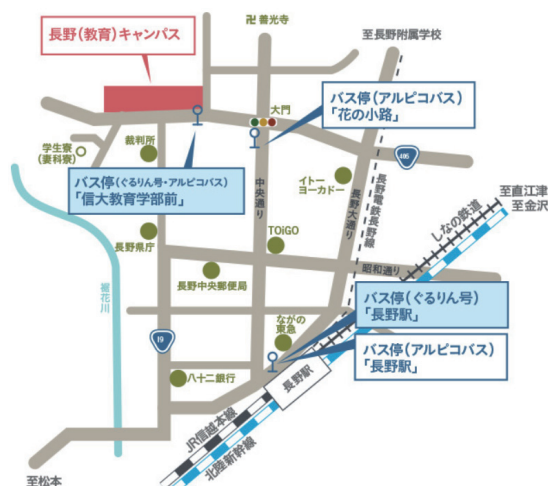 卍 善光寺
至長野附属学校
長野(教育)キャンパス
大門
バス停(アルピコバス)
「花の小路」
学生寮
(妻科寮)
裁判所
406
バス停(ぐるりん号・アルピコバス)
「信大教育学部前」
イトー
ヨーカドー
中央通り
長野大通り
長野電鉄長野線
至直江津
至金沢
しなの鉄道
長野県庁
TOiGO
昭和通り
長野中央郵便局
裾花川
バス停(ぐるりん号)
「長野駅」
19
ながの
東急
バス停(アルピコバス)
「長野駅」
八十二銀行
長野駅
JR信越本線
北陸新幹線
至松本